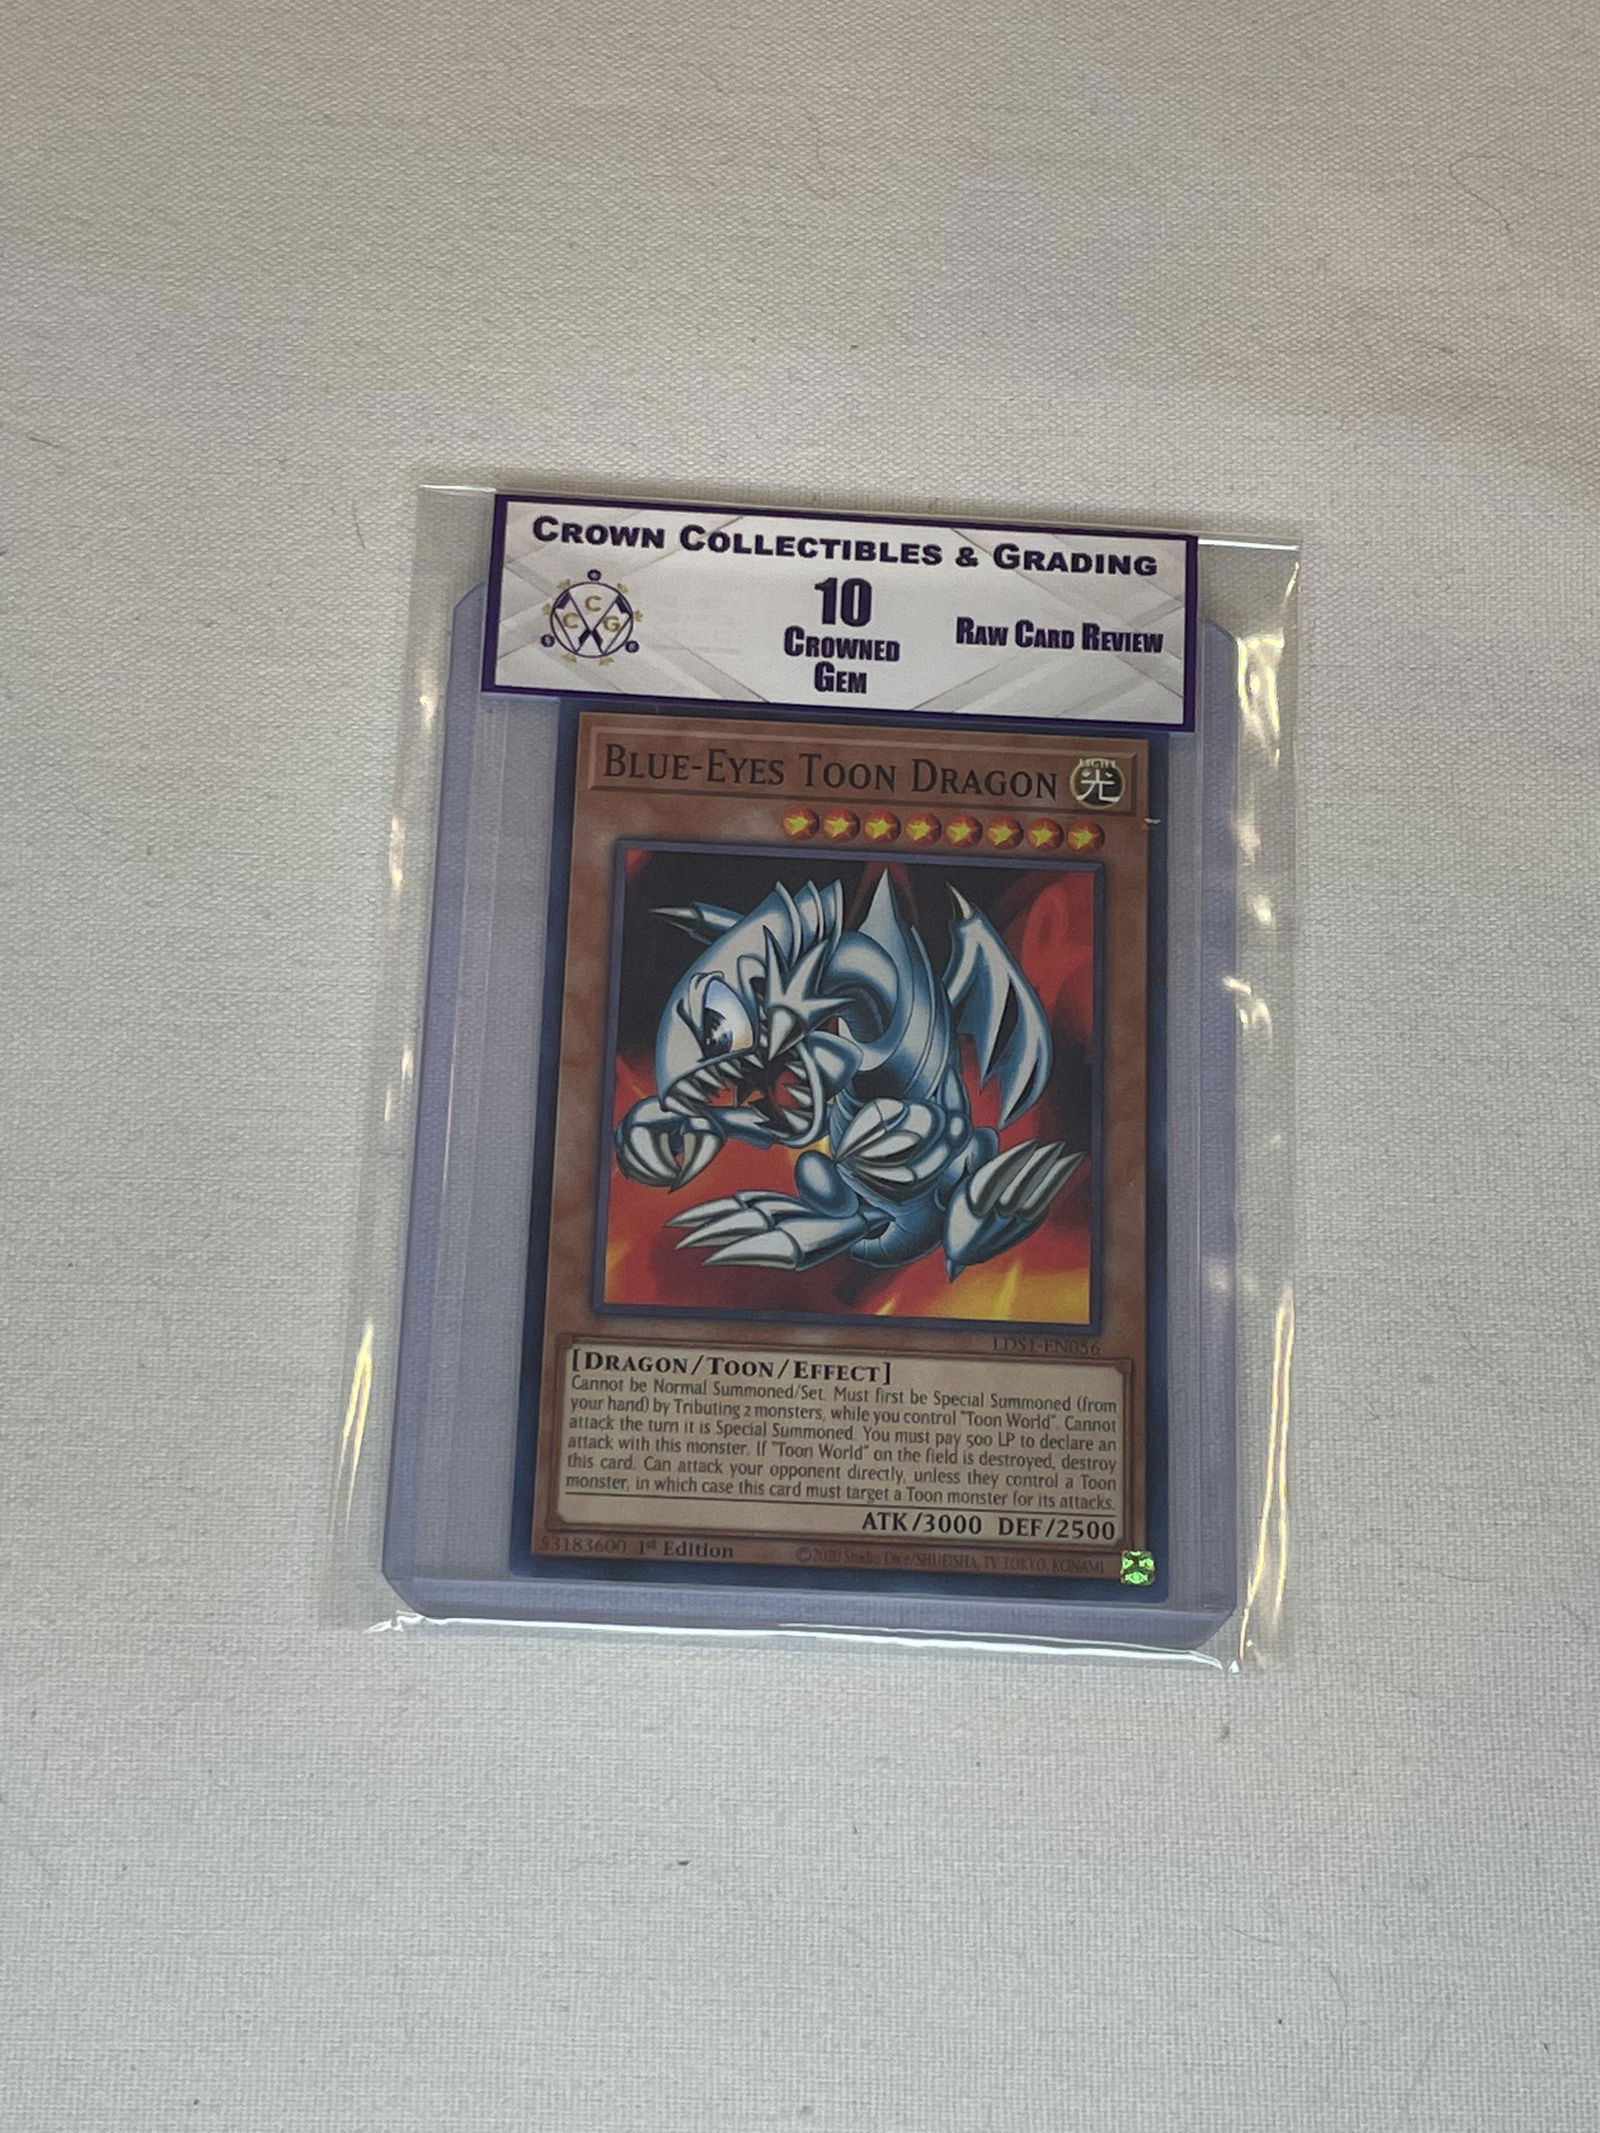 CROWN COLLECTIBLES & GRADING
C
C G
10
CROWNED
GEM
RAW CARD REVIEW
BLUE-EYES TOON DRAGON
LIGHT
光
LDS1-EN056
[DRAGON/TOON/EFFECT]
Cannot be Normal Summoned/Set. Must first be Special Summoned (from
your hand) by Tributing 2 monsters, while you control "Toon World". Cannot
attack the turn it is Special Summoned. You must pay 500 LP to declare an
attack with this monster. If "Toon World" on the field is destroyed, destroy
this card. Can attack your opponent directly, unless they control a Toon
monster, in which case this card must target a Toon monster for its attacks.
ATK/3000 DEF/2500
53183600 1st Edition
©2020 Studio Dice/SHUEISHA, TV TOKYO, KONAMI